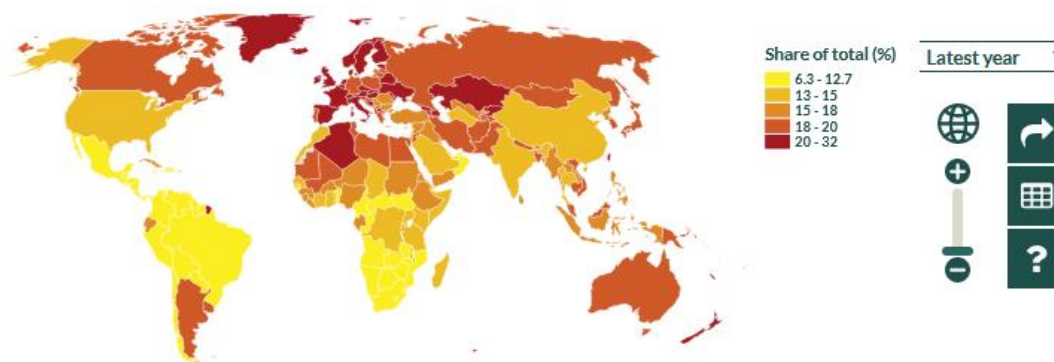 Share of total (%)
6.3 - 12.7
13 - 15
15 - 18
18 - 20
20 - 32
Latest year
?